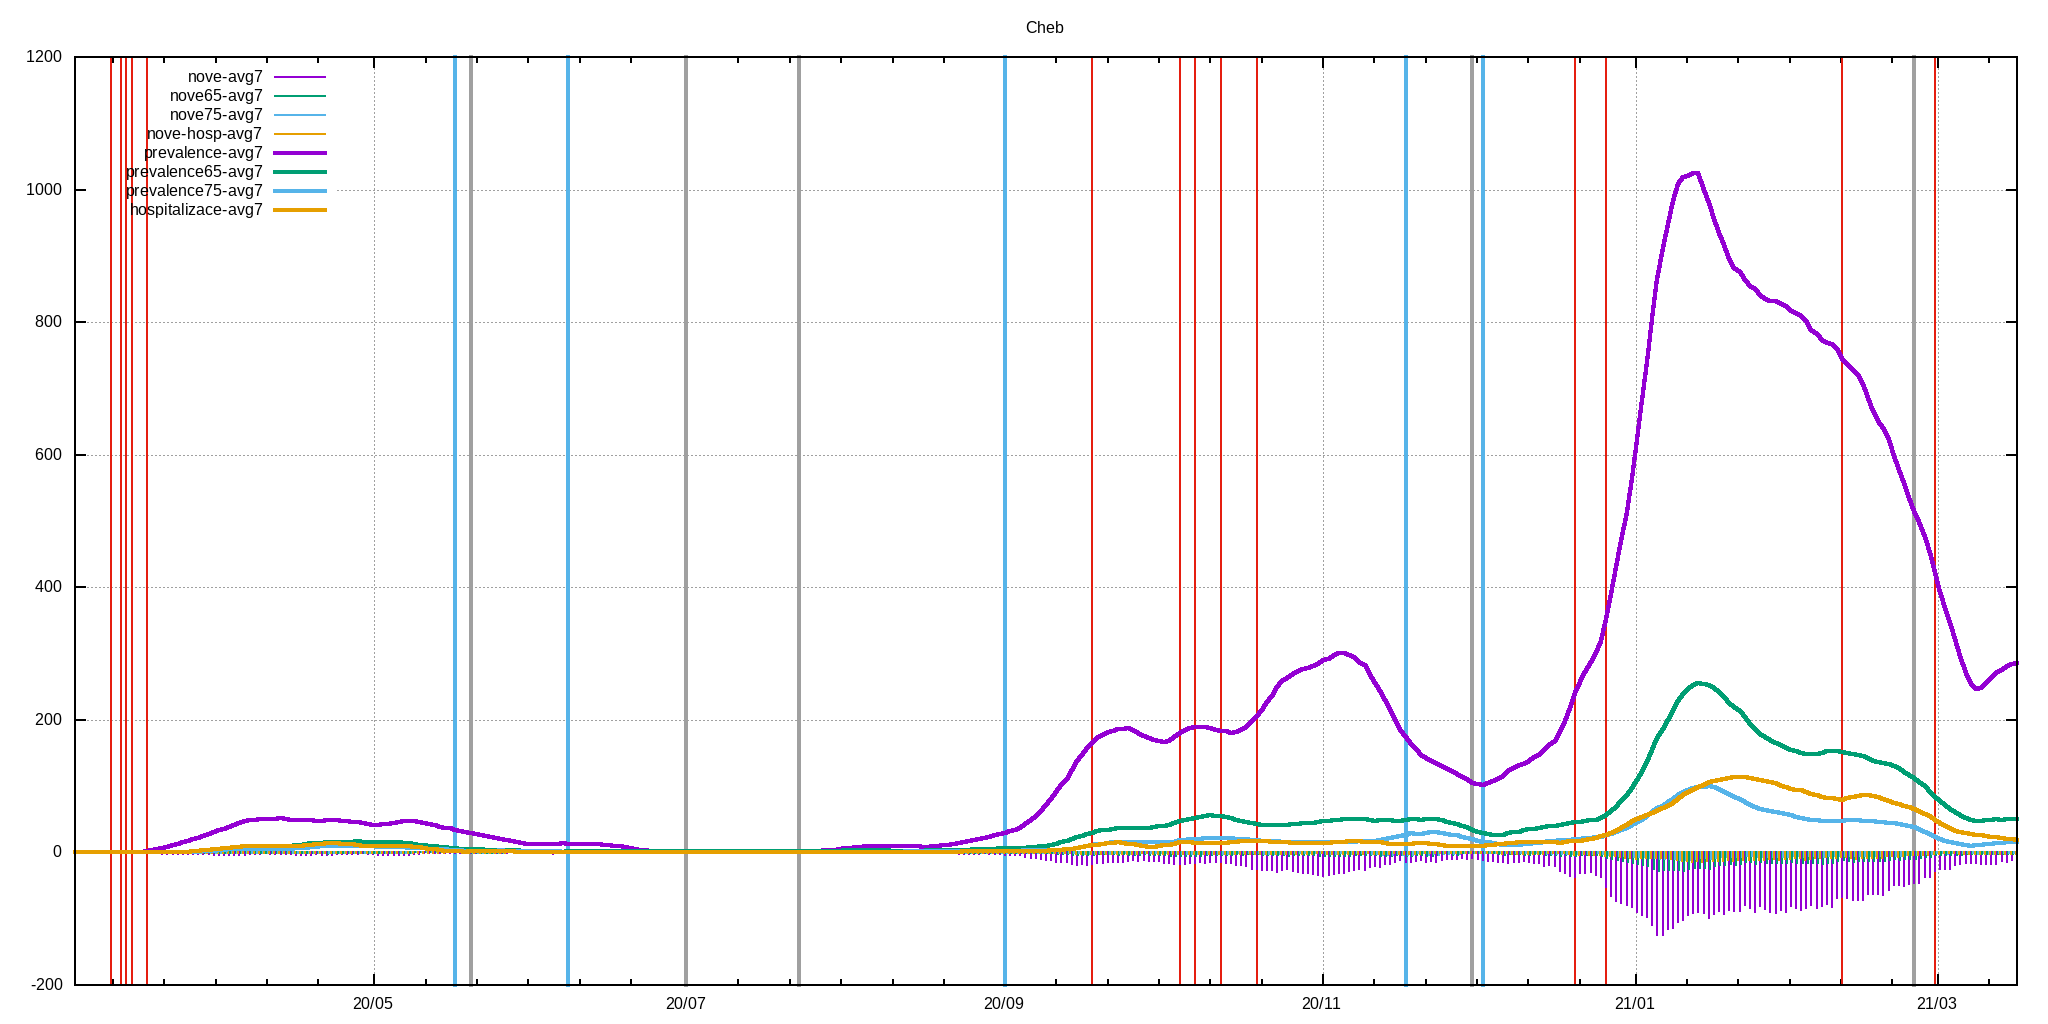 Cheb
1200
1000
800
600
400
200
0
-200
nove-avg7
nove65-avg7
nove75-avg7
nove-hosp-avg7
prevalence-avg7
prevalence65-avg7
prevalence75-avg7
hospitalizace-avg7
20/05
20/07
20/09
20/11
21/01
21/03